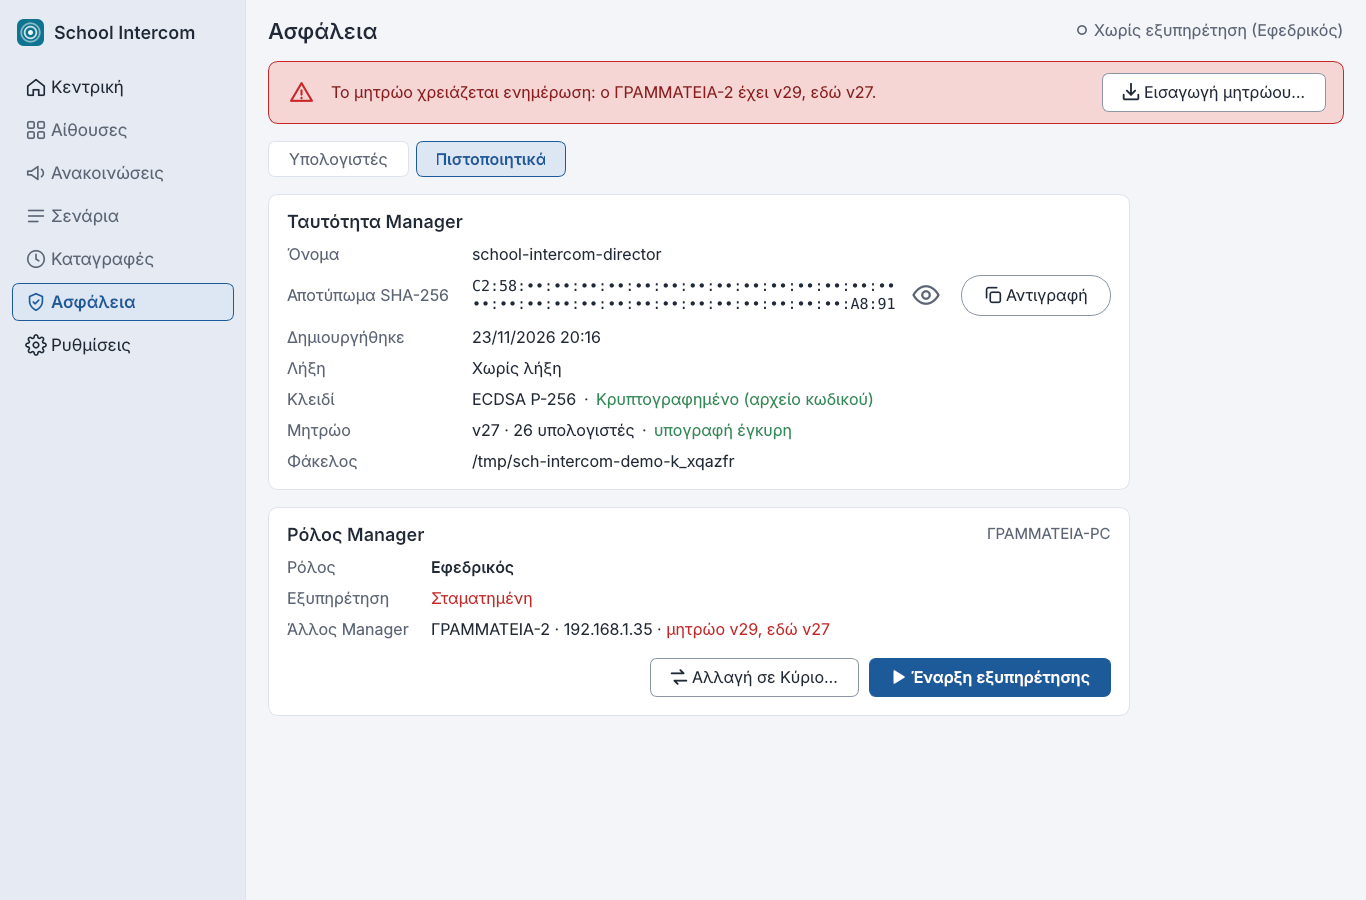 School Intercom
Κεντρική
Αίθουσες
Ανακοινώσεις
Σενάρια
Καταγραφές
Ασφάλεια
Ρυθμίσεις
Ασφάλεια
Χωρίς εξυπηρέτηση (Εφεδρικός)
Το μητρώο χρειάζεται ενημέρωση: ο ΓΡΑΜΜΑΤΕΙΑ-2 έχει v29, εδώ v27.
Εισαγωγή μητρώου...
Υπολογιστές
Πιστοποιητικά
Ταυτότητα Manager
Όνομα school-intercom-director
Αποτύπωμα SHA-256
C2:58:••:••:••:••:••:••:••:••:••:••:••:••:••:••
••:••:••:••:••:••:••:••:••:••:••:••:••:••:A8:91
Αντιγραφή
Δημιουργήθηκε 23/11/2026 20:16
Λήξη Χωρίς λήξη
Κλειδί ECDSA P-256 · Κρυπτογραφημένο (αρχείο κωδικού)
Μητρώο v27 · 26 υπολογιστές · υπογραφή έγκυρη
Φάκελος /tmp/sch-intercom-demo-k_xqazfr
Ρόλος Manager
ΓΡΑΜΜΑΤΕΙΑ-PC
Ρόλος Εφεδρικός
Εξυπηρέτηση Σταματημένη
Άλλος Manager ΓΡΑΜΜΑΤΕΙΑ-2 · 192.168.1.35 · μητρώο v29, εδώ v27
Αλλαγή σε Κύριο...
Έναρξη εξυπηρέτησης